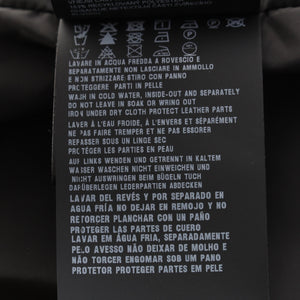 LAVARE IN ACQUA FREDDA A ROVESCIO E
SEPARATAMENTE NON LASCIARE IN AMMOLLO
E NON STRIZZARE·STIRO CON PANNO
PROTEGGERE PARTI IN PELLE
WASH IN COLD WATER, INSIDE-OUT AND SEPARATELY
DO NOT LEAVE IN SOAK OR WRING OUT
IRON UNDER DRY CLOTH PROTECT LEATHER PARTS
LAVER À L'EAU FROIDE, À L'ENVERS ET SÉPARÉMENT
NE PAS FAIRE TREMPER ET NE PAS ESSORER
REPASSER SOUS UN LINGE SEC
PROTÉGER LES PARTIES EN PEAU
AUF LINKS WENDEN UND GETRENNT IN KALTEM
WASSER WASCHEN NICHT EINWEICHEN UND
NICHT AUSWRINGEN BEIM BÜGELN TUCH
DAFÜBERLEGEN LEDERPARTIEN ABDECKEN
LAVAR DEL REVÉS Y POR SEPARADO EN
AGUA FRÍA NO DEJAR EN REMOJO Y NO
RETORCER PLANCHAR CON UN PAÑO
PROTEGER LAS PARTES DE CUERO
LAVAR EM ÁGUA FRIA, SEPARADAMENTE
PELO AVESSO NÃO DEIXAR DE MOLHO E
NÃO TORCER ENGOMAR SOB UM PANO
PROTETOR PROTEGER PARTES EM PELE